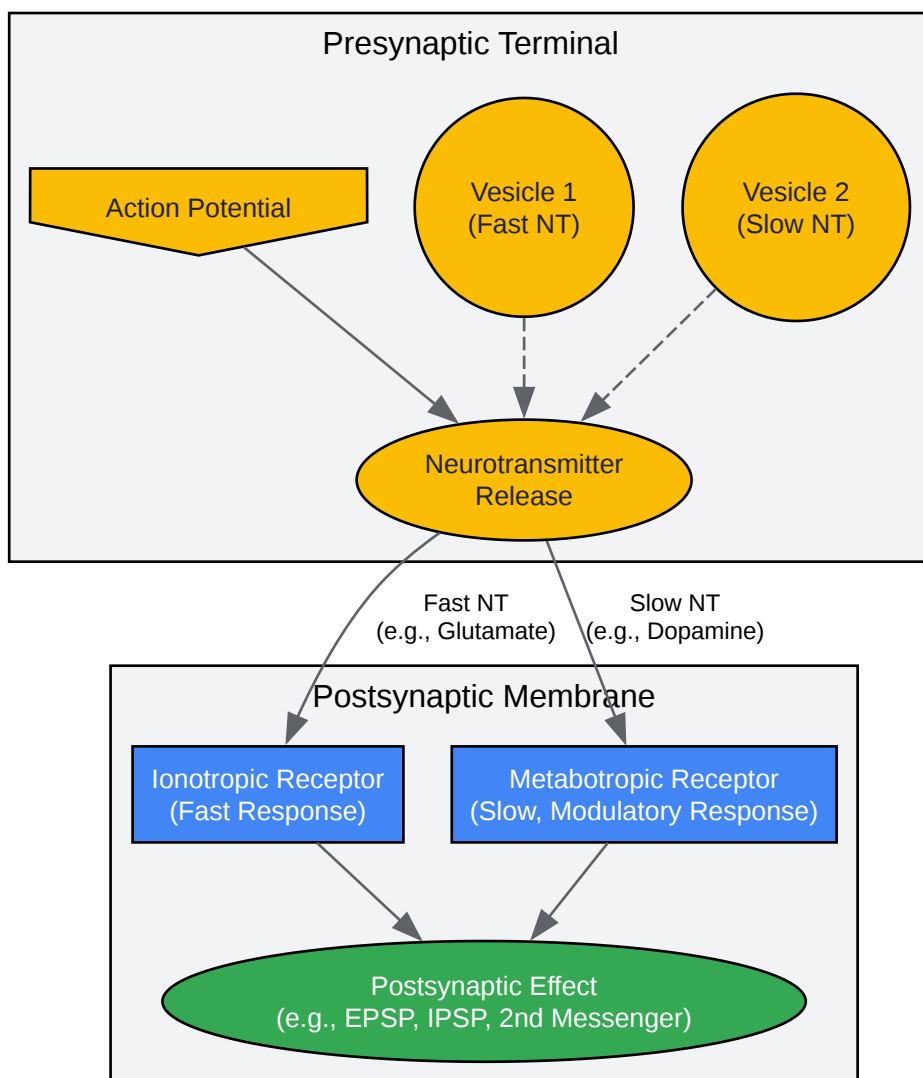 Presynaptic Terminal
Action Potential
Vesicle 1
(Fast NT)
Vesicle 2
(Slow NT)
Neurotransmitter
Release
Fast NT
(e.g., Glutamate)
Slow NT
(e.g., Dopamine)
Postsynaptic Membrane
Ionotropic Receptor
(Fast Response)
Metabotropic Receptor
(Slow, Modulatory Response)
Postsynaptic Effect
(e.g., EPSP, IPSP, 2nd Messenger)